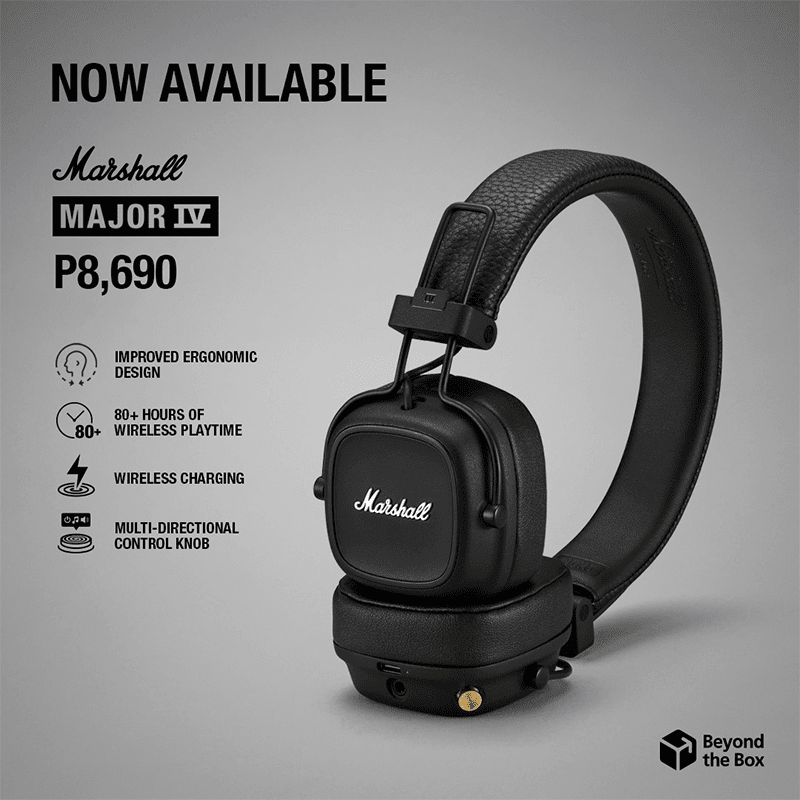 NOW AVAILABLE
Marshall
MAJOR IV
P8,690
IMPROVED ERGONOMIC
DESIGN
80+
80+ HOURS OF
WIRELESS PLAYTIME
WIRELESS CHARGING
MULTI-DIRECTIONAL
CONTROL KNOB
IV
Marshall
Beyond
the Box